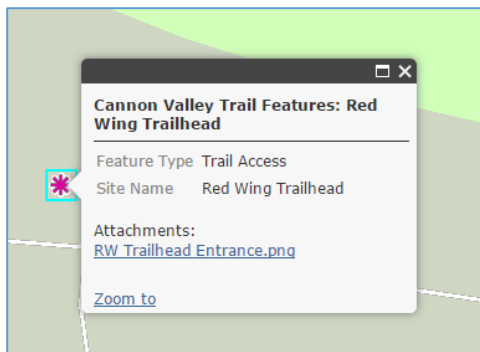 Cannon Valley Trail Features: Red
Wing Trailhead
Feature Type Trail Access
Site Name Red Wing Trailhead
Attachments:
RW Trailhead Entrance.png
Zoom to